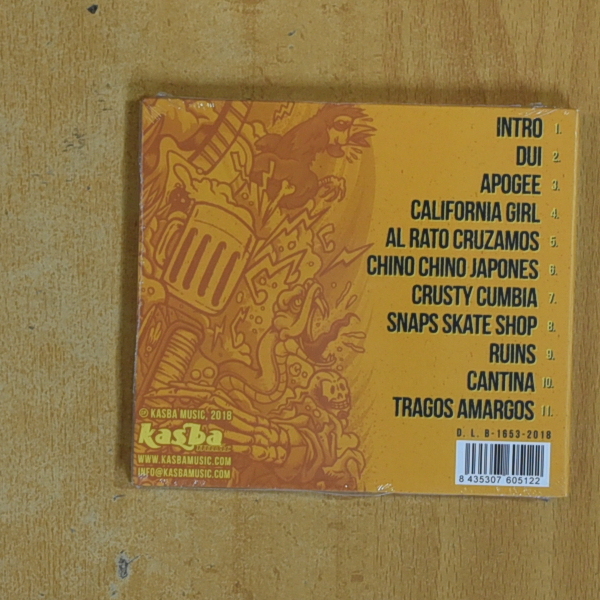 INTRO 1.
DUI 2.
APOGEE 3.
CALIFORNIA GIRL 4.
AL RATO CRUZAMOS 5.
CHINO CHINO JAPONES 6.
CRUSTY CUMBIA 7.
SNAPS SKATE SHOP 8.
RUINS 9.
CANTINA 10.
TRAGOS AMARGOS 11.
D. L. B-1653-2018
8 435307 605122
℗ KASBA MUSIC, 2018
kasba
WWW.KASBAMUSIC.COM
INFO@KASBAMUSIC.COM